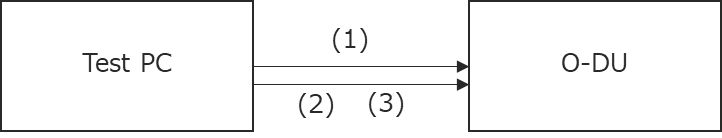 (1)
Test PC
O-DU
(2) (3)